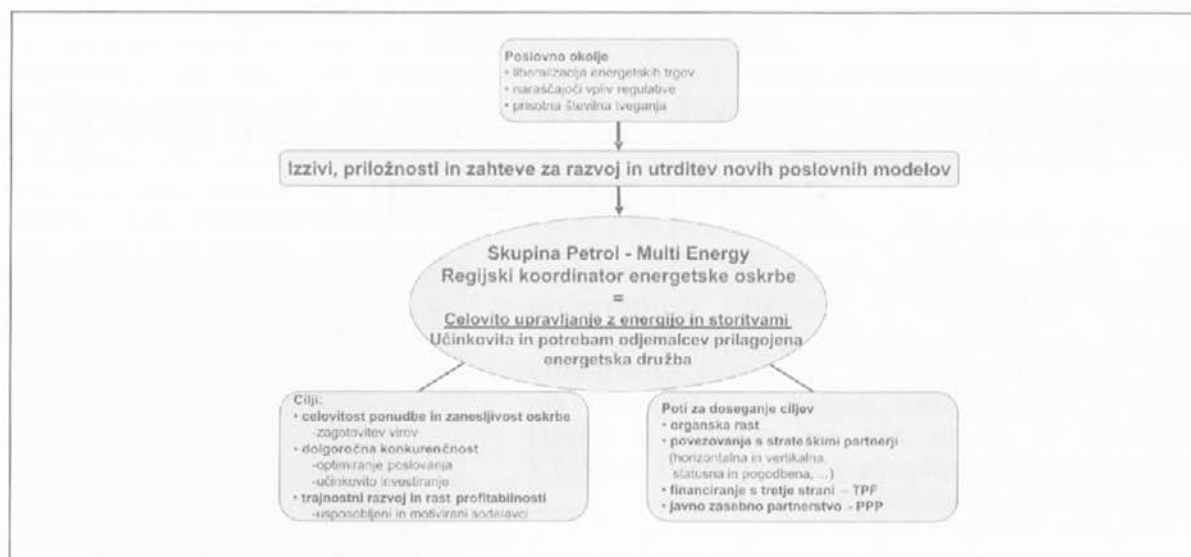 Poslovno okolje
• liberalizacija energetskih trgov
• naraščajoči vpliv regulative
• prisotna številna tveganja
Izzivi, priložnosti in zahteve za razvoj in utrditev novih poslovnih modelov
Skupina Petrol - Multi Energy
Regijski koordinator energetske oskrbe
=
Celovito upravljanje z energijo in storitvami
Učinkovita in potrebam odjemalcev prilagojena
energetska družba
Cilji:
• celovitost ponudbe in zanesljivost oskrbe
-zagotovitev virov
• dolgoročna konkurenčnost
-optimiranje poslovanja
-učinkovito investiranje
• trajnostni razvoj in rast profitabilnosti
-usposobljeni in motivirani sodelavci
Poti za doseganje ciljev
• organska rast
• povezovanja s strateškimi partnerji
(horizontalna in vertikalna,
statusna in pogodbena, ...)
• financiranje s tretje strani – TPF
• javno zasebno partnerstvo - PPP